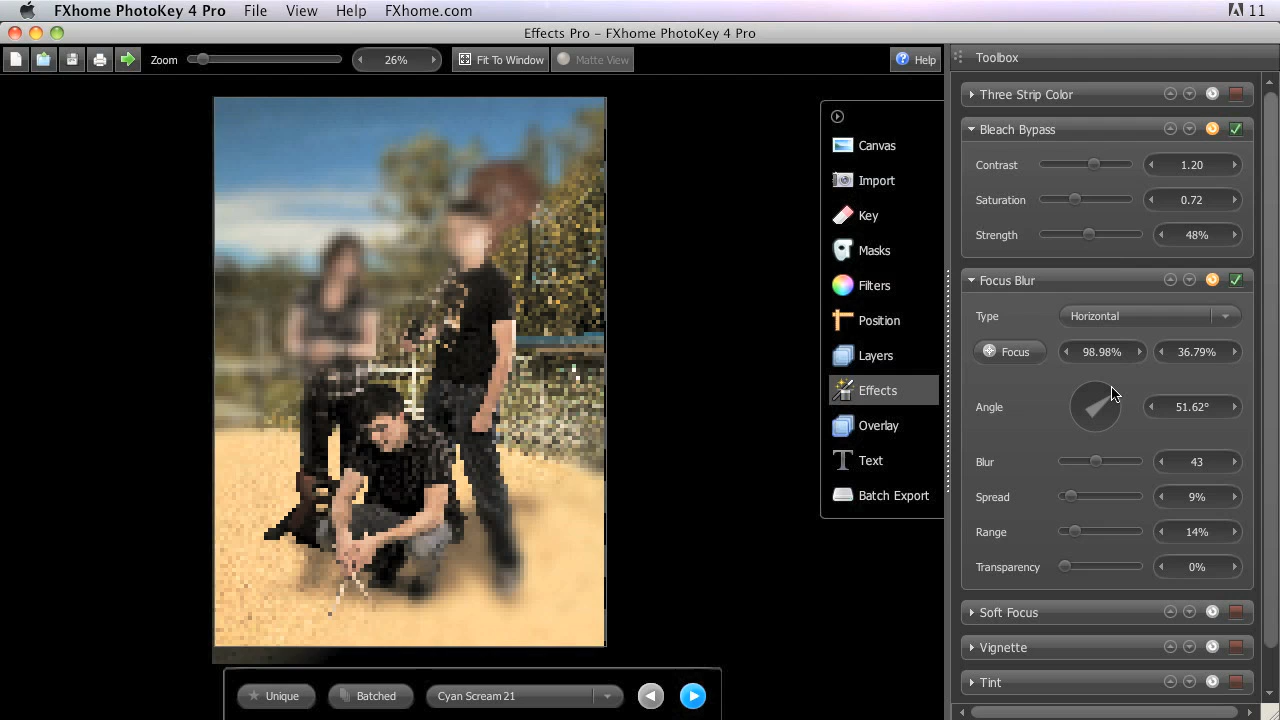 FXhome PhotoKey 4 Pro File View Help FXhome.com 11
Effects Pro – FXhome PhotoKey 4 Pro
Zoom 26% Fit To Window Matte View Help
Toolbox
Three Strip Color
Bleach Bypass
Contrast 1.20
Saturation 0.72
Strength 48%
Focus Blur
Type Horizontal
Focus 98.98% 36.79%
Angle 51.62°
Blur 43
Spread 9%
Range 14%
Transparency 0%
Soft Focus
Vignette
Tint
Canvas
Import
Key
Masks
Filters
Position
Layers
Effects
Overlay
Text
Batch Export
Unique Batched Cyan Scream 21